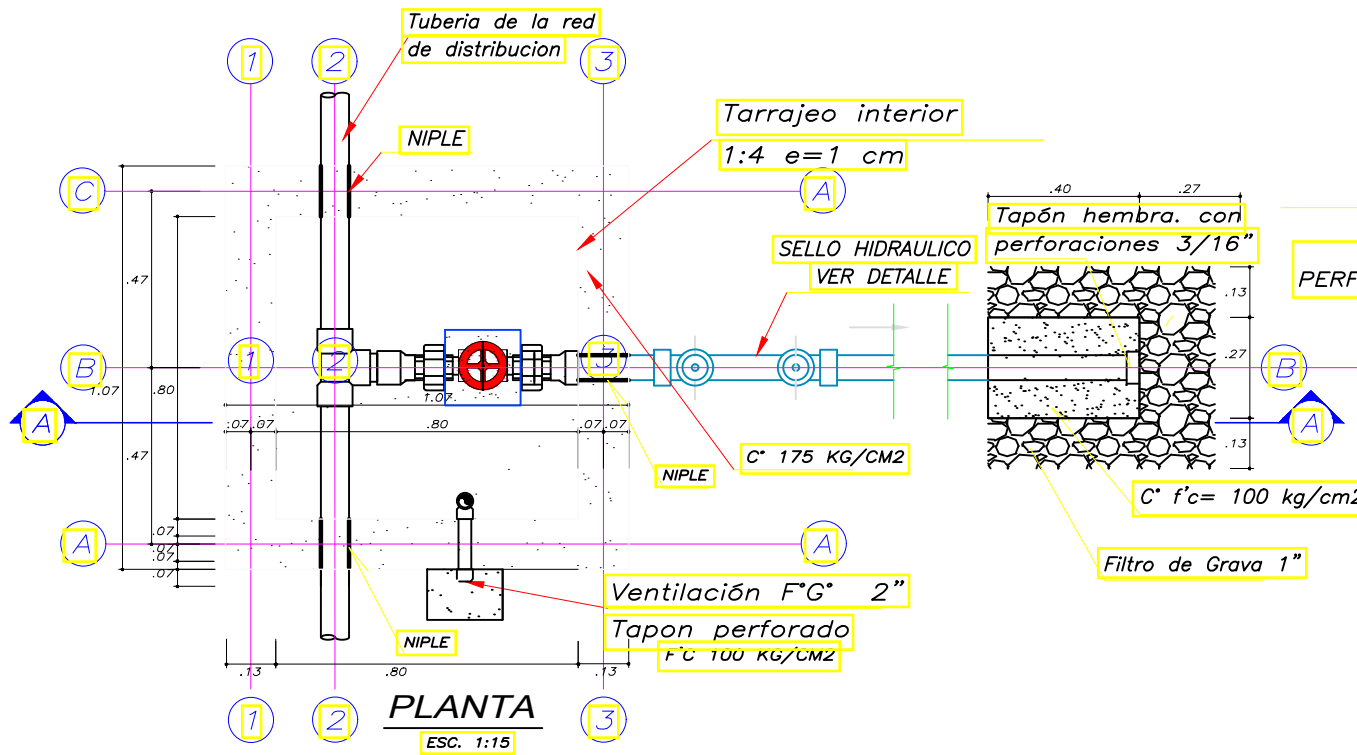 Tuberia de la red
de distribucion
1
2
3
NIPLE
Tarrajeo interior
1:4 e=1 cm
C
A
.40
.27
Tapón hembra. con
perforaciones 3/16"
SELLO HIDRAULICO
VER DETALLE
PERF
.13
.47
B
1
2
3
B
1.07
.80
1.07
.27
A
.07
.07
.80
.07
.07
A
.13
.47
C° 175 KG/CM2
NIPLE
C° f'c= 100 kg/cm2
.07
A
.07
A
.07
.07
Filtro de Grava 1"
Ventilación F°G° 2"
Tapon perforado
NIPLE
F'C 100 KG/CM2
.13
.80
.13
1
2
PLANTA
3
ESC. 1:15